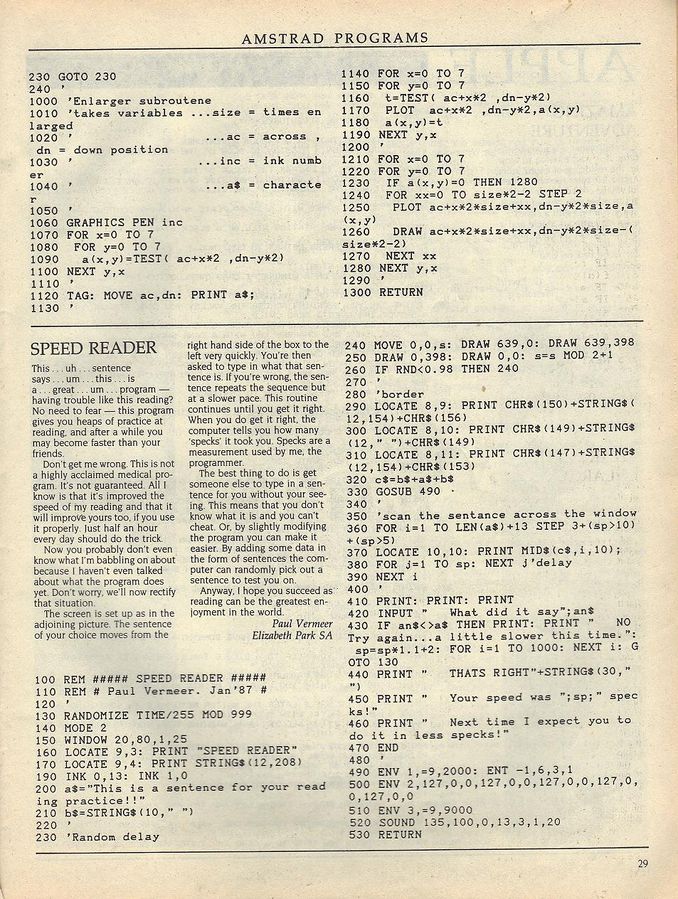 AMSTRAD PROGRAMS
230 GOTO 230
240 '
1000 'Enlarger subroutene
1010 'takes variables ...size = times en
larged
1020 '                ...ac = across ,
 dn = down position
1030 '                ...inc = ink numb
er
1040 '                ...a$ = characte
r
1050 '
1060 GRAPHICS PEN inc
1070 FOR x=0 TO 7
1080  FOR y=0 TO 7
1090   a(x,y)=TEST( ac+x*2 ,dn-y*2)
1100 NEXT y,x
1110 '
1120 TAG: MOVE ac,dn: PRINT a$;
1130 '
1140 FOR x=0 TO 7
1150 FOR y=0 TO 7
1160  t=TEST( ac+x*2 ,dn-y*2)
1170  PLOT  ac+x*2 ,dn-y*2,a(x,y)
1180  a(x,y)=t
1190 NEXT y,x
1200 '
1210 FOR x=0 TO 7
1220 FOR y=0 TO 7
1230  IF a(x,y)=0 THEN 1280
1240  FOR xx=0 TO size*2-2 STEP 2
1250   PLOT ac+x*2*size+xx,dn-y*2*size,a
(x,y)
1260   DRAW ac+x*2*size+xx,dn-y*2*size-(
size*2-2)
1270  NEXT xx
1280 NEXT y,x
1290 '
1300 RETURN
SPEED READER
This . . . uh . . . sentence
says . . . um . . . this . . . is
a . . . great . . . um . . . program —
having trouble like this reading?
No need to fear — this program
gives you heaps of practice at
reading, and after a while you
may become faster than your
friends.
Don't get me wrong. This is not
a highly acclaimed medical pro-
gram. It's not guaranteed. All I
know is that it's improved the
speed of my reading and that it
will improve yours too, if you use
it properly. Just half an hour
every day should do the trick.
Now you probably don't even
know what I'm babbling on about
because I haven't even talked
about what the program does
yet. Don't worry, we'll now rectify
that situation.
The screen is set up as in the
adjoining picture. The sentence
of your choice moves from the
right hand side of the box to the
left very quickly. You're then
asked to type in what that sen-
tence is. If you're wrong, the sen-
tence repeats the sequence but
at a slower pace. This routine
continues until you get it right.
When you do get it right, the
computer tells you how many
'specks' it took you. Specks are a
measurement used by me, the
programmer.
The best thing to do is get
someone else to type in a sen-
tence for you without your see-
ing. This means that you don't
know what it is and you can't
cheat. Or, by slightly modifying
the program you can make it
easier. By adding some data in
the form of sentences the com-
puter can randomly pick out a
sentence to test you on.
Anyway, I hope you succeed as
reading can be the greatest en-
joyment in the world.
Paul Vermeer
Elizabeth Park SA
100 REM ##### SPEED READER #####
110 REM # Paul Vermeer. Jan'87 #
120 '
130 RANDOMIZE TIME/255 MOD 999
140 MODE 2
150 WINDOW 20,80,1,25
160 LOCATE 9,3: PRINT "SPEED READER"
170 LOCATE 9,4: PRINT STRING$(12,208)
190 INK 0,13: INK 1,0
200 a$="This is a sentence for your read
ing practice!!"
210 b$=STRING$(10," ")
220 '
230 'Random delay
240 MOVE 0,0,s: DRAW 639,0: DRAW 639,398
250 DRAW 0,398: DRAW 0,0: s=s MOD 2+1
260 IF RND<0.98 THEN 240
270 '
280 'border
290 LOCATE 8,9: PRINT CHR$(150)+STRING$(
12,154)+CHR$(156)
300 LOCATE 8,10: PRINT CHR$(149)+STRING$
(12," ")+CHR$(149)
310 LOCATE 8,11: PRINT CHR$(147)+STRING$
(12,154)+CHR$(153)
320 c$=b$+a$+b$
330 GOSUB 490
340 '
350 'scan the sentance across the window
360 FOR i=1 TO LEN(a$)+13 STEP 3+(sp>10)
+(sp>5)
370 LOCATE 10,10: PRINT MID$(c$,i,10);
380 FOR j=1 TO sp: NEXT j'delay
390 NEXT i
400 '
410 PRINT: PRINT: PRINT
420 INPUT "   What did it say";an$
430 IF an$<>a$ THEN PRINT: PRINT "   NO
Try again...a little slower this time.":
 sp=sp*1.1+2: FOR i=1 TO 1000: NEXT i: G
OTO 130
440 PRINT "   THATS RIGHT"+STRING$(30,"
")
450 PRINT "   Your speed was ";sp;" spec
ks!"
460 PRINT "   Next time I expect you to
do it in less specks!"
470 END
480 '
490 ENV 1,=9,2000: ENT -1,6,3,1
500 ENV 2,127,0,0,127,0,0,127,0,0,127,0,
0,127,0,0
510 ENV 3,=9,9000
520 SOUND 135,100,0,13,3,1,20
530 RETURN
29